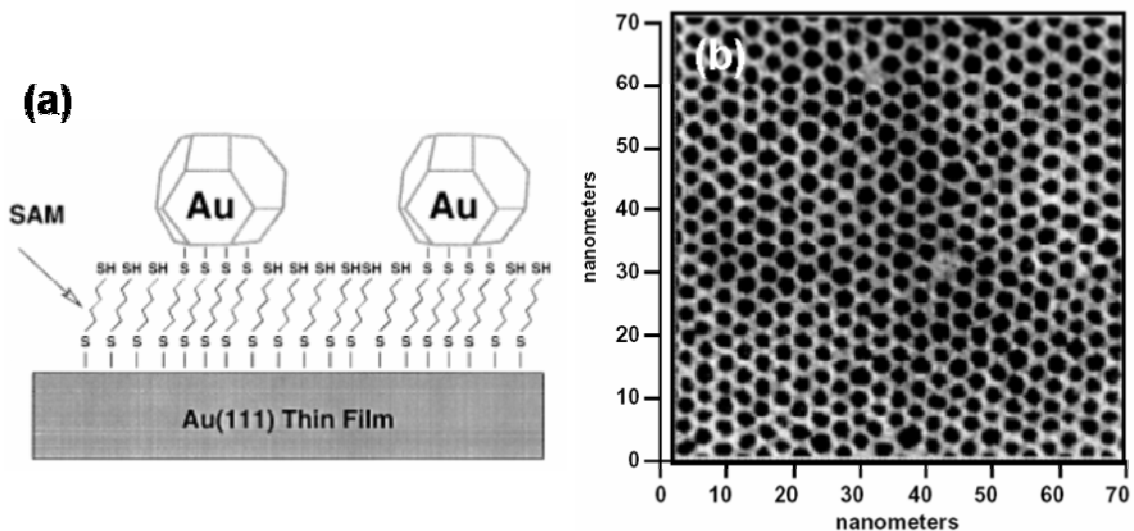 (a)
SAM
Au Au
SH SH SH S S S S SH SH SH SH SH SH S S S S SH SH
S S S S S S S S S S S S S S S S S S S
Au(111) Thin Film
(b)
nanometers
70
60
50
40
30
20
10
0
0 10 20 30 40 50 60 70
nanometers